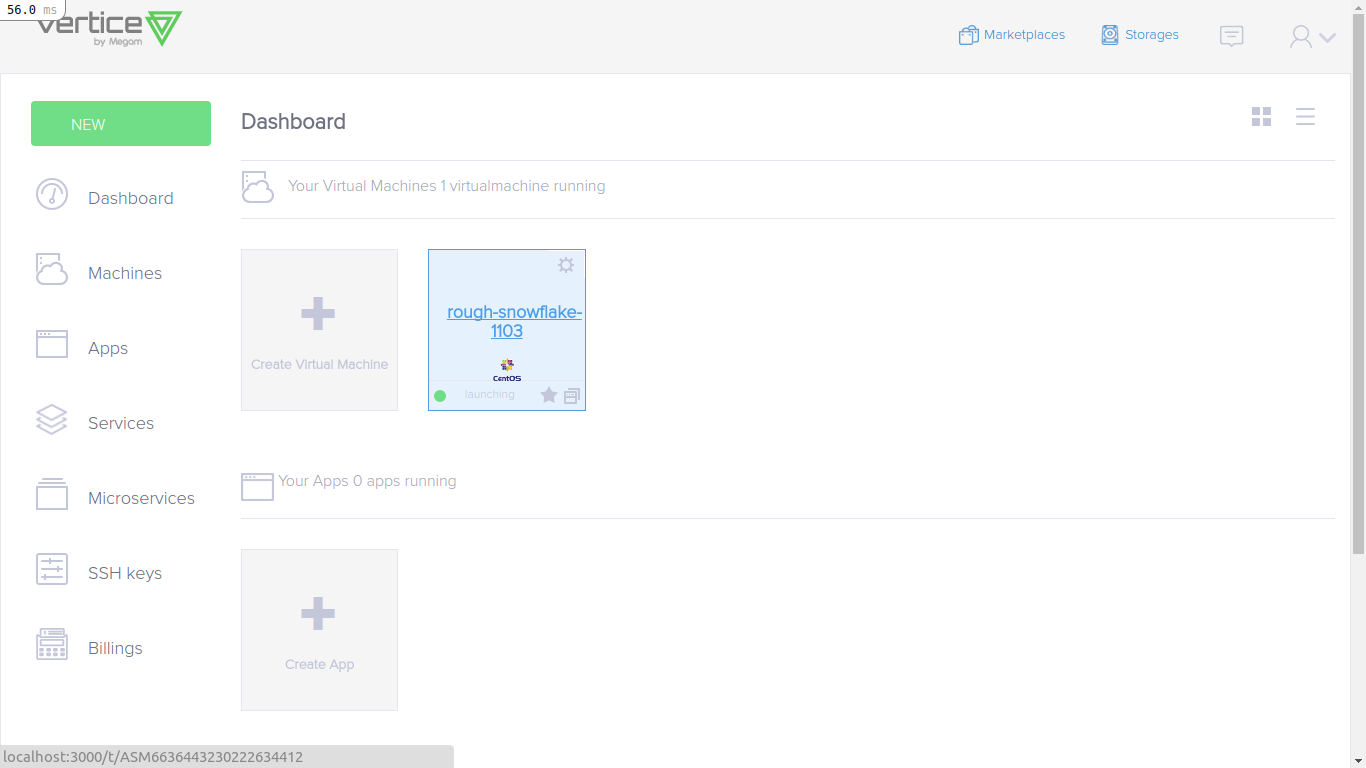 56.0 ms
vertice
by Megam
Marketplaces
Storages
NEW
Dashboard
Machines
Apps
Services
Microservices
SSH keys
Billings
Dashboard
Your Virtual Machines 1 virtualmachine running
Create Virtual Machine
rough-snowflake-
1103
CentOS
launching
Your Apps 0 apps running
Create App
localhost:3000/t/ASM6636443230222634412